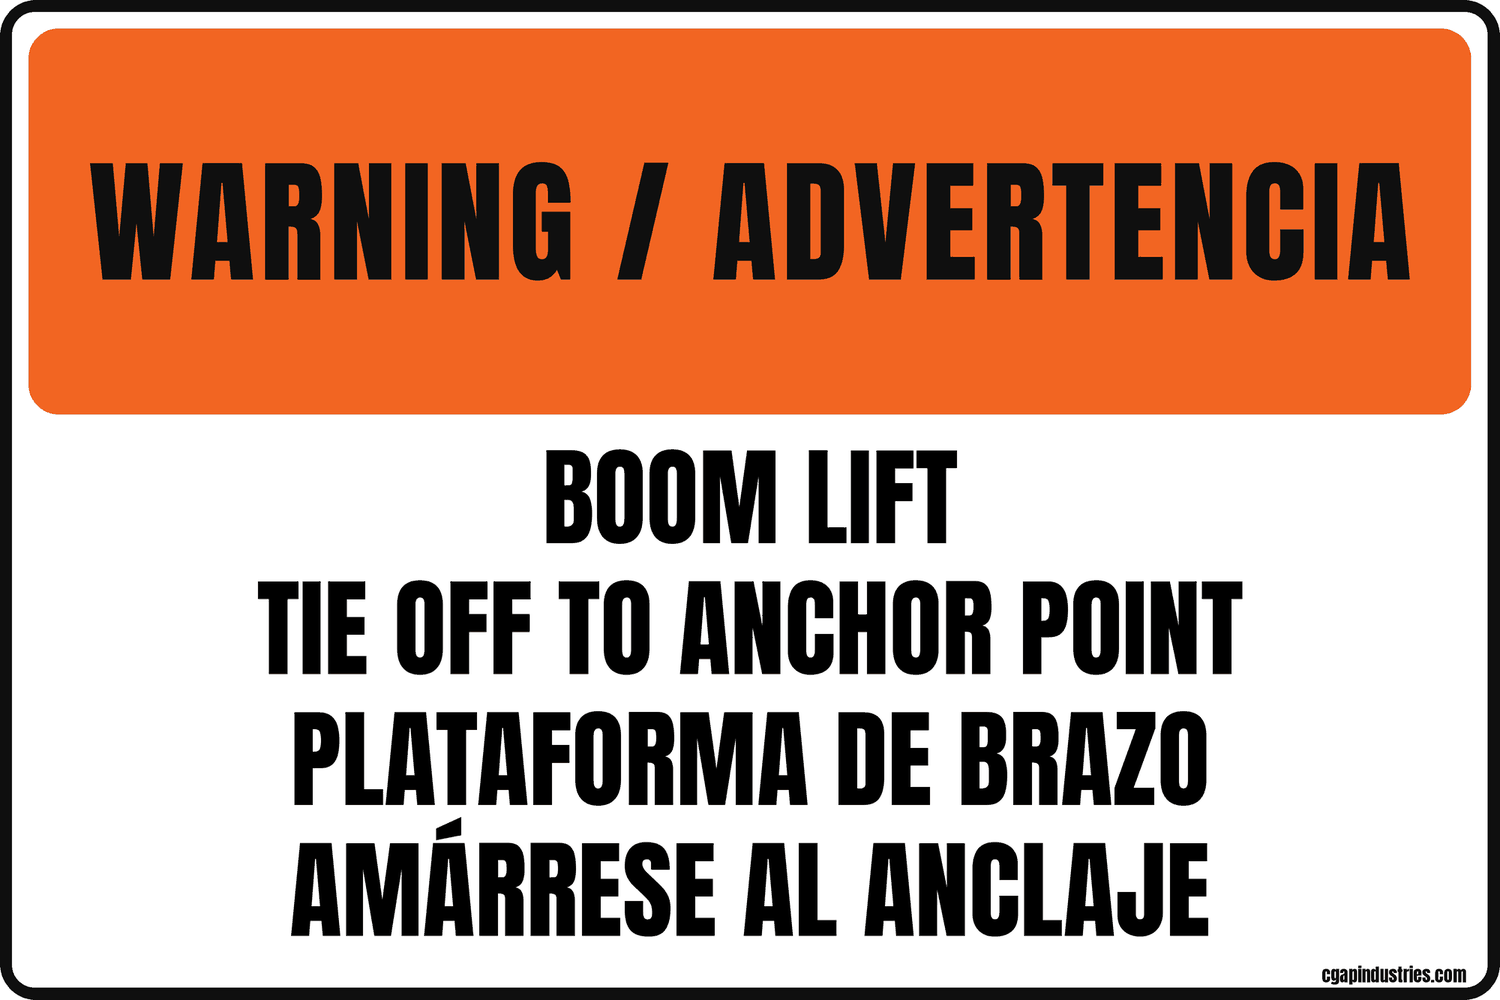 WARNING / ADVERTENCIA
BOOM LIFT
TIE OFF TO ANCHOR POINT
PLATAFORMA DE BRAZO
AMÁRRESE AL ANCLAJE
cgapindustries.com